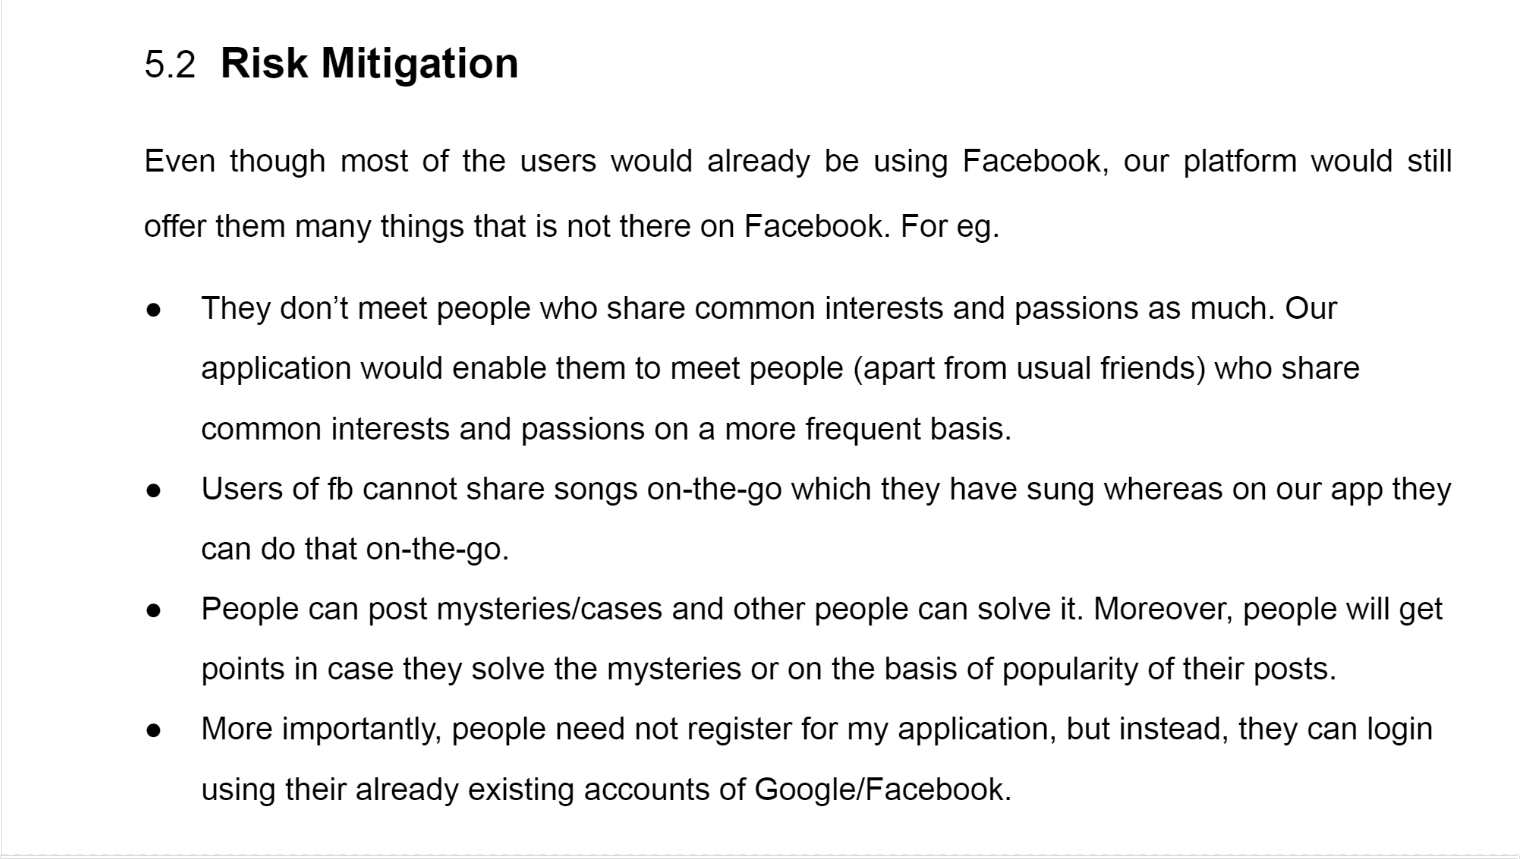 5.2 Risk Mitigation
Even though most of the users would already be using Facebook, our platform would still
offer them many things that is not there on Facebook. For eg.
● They don’t meet people who share common interests and passions as much. Our
application would enable them to meet people (apart from usual friends) who share
common interests and passions on a more frequent basis.
● Users of fb cannot share songs on-the-go which they have sung whereas on our app they
can do that on-the-go.
● People can post mysteries/cases and other people can solve it. Moreover, people will get
points in case they solve the mysteries or on the basis of popularity of their posts.
● More importantly, people need not register for my application, but instead, they can login
using their already existing accounts of Google/Facebook.